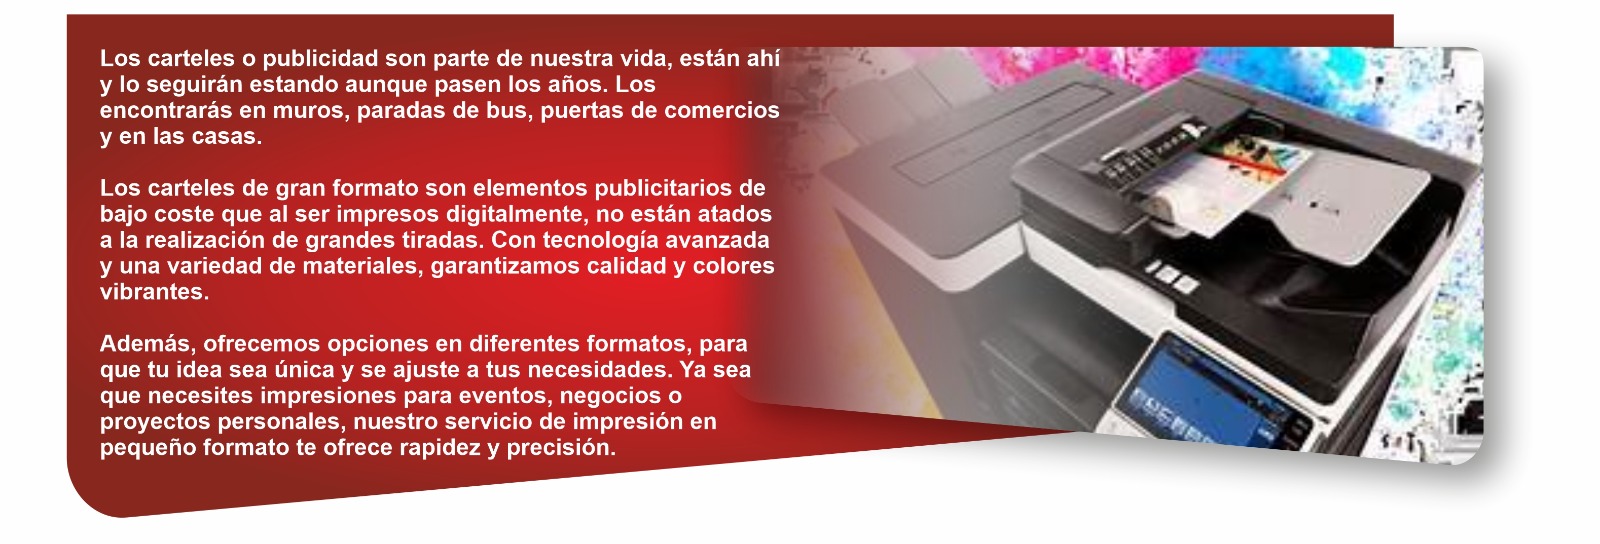 Los carteles o publicidad son parte de nuestra vida, están ahí
y lo seguirán estando aunque pasen los años. Los
encontrarás en muros, paradas de bus, puertas de comercios
y en las casas.
Los carteles de gran formato son elementos publicitarios de
bajo coste que al ser impresos digitalmente, no están atados
a la realización de grandes tiradas. Con tecnología avanzada
y una variedad de materiales, garantizamos calidad y colores
vibrantes.
Además, ofrecemos opciones en diferentes formatos, para
que tu idea sea única y se ajuste a tus necesidades. Ya sea
que necesites impresiones para eventos, negocios o
proyectos personales, nuestro servicio de impresión en
pequeño formato te ofrece rapidez y precisión.